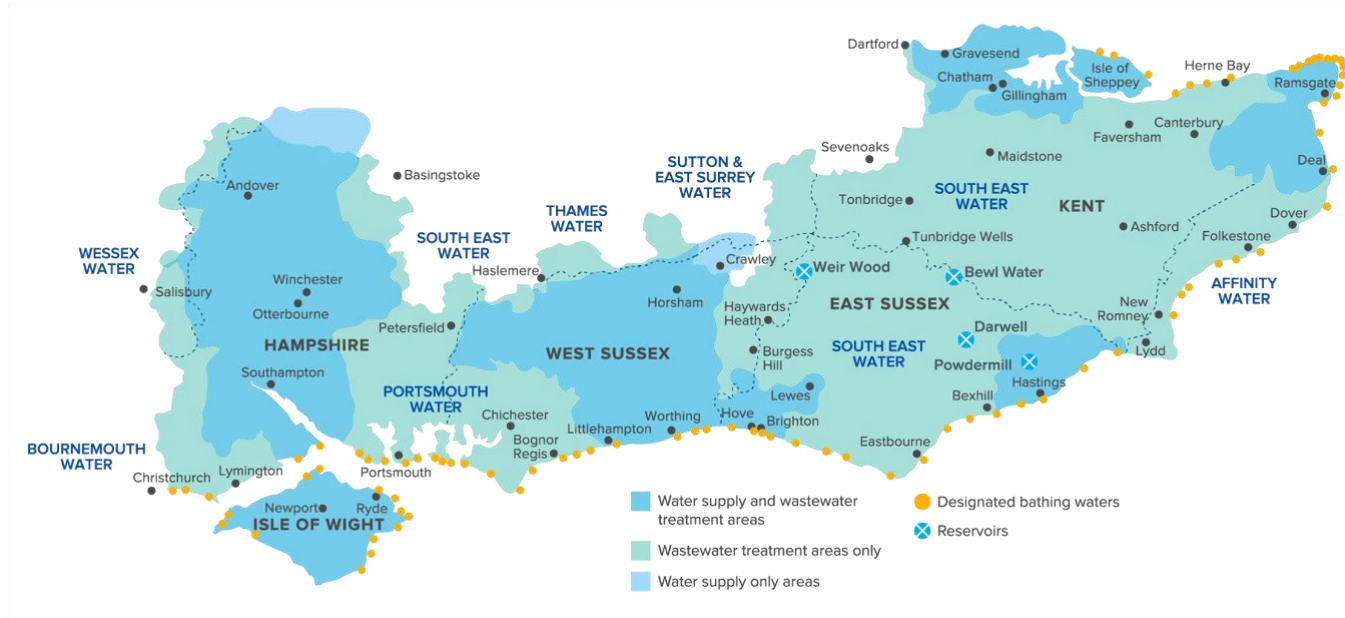 Dartford
Gravesend
Chatham
Gillingham
Isle of
Sheppey
Herne Bay
Ramsgate
Canterbury
Faversham
Sevenoaks
Maidstone
Deal
SUTTON &
EAST SURREY
WATER
Basingstoke
Andover
Tonbridge
SOUTH EAST
WATER
KENT
THAMES
WATER
Dover
Ashford
Folkestone
SOUTH EAST
WATER
Tunbridge Wells
WESSEX
WATER
Haslemere
Crawley
Weir Wood
Bewl Water
AFFINITY
WATER
Winchester
Salisbury
Otterbourne
Horsham
Haywards
Heath
EAST SUSSEX
New
Romney
Petersfield
Darwell
HAMPSHIRE
WEST SUSSEX
Burgess
Hill
SOUTH EAST
WATER
Lydd
Powdermill
Southampton
Hastings
PORTSMOUTH
WATER
Lewes
Bexhill
Chichester
Worthing
Hove
Brighton
Littlehampton
Bognor
Regis
Eastbourne
BOURNEMOUTH
WATER
Christchurch
Lymington
Portsmouth
Newport
Ryde
ISLE OF WIGHT
Water supply and wastewater
treatment areas
Wastewater treatment areas only
Water supply only areas
Designated bathing waters
Reservoirs